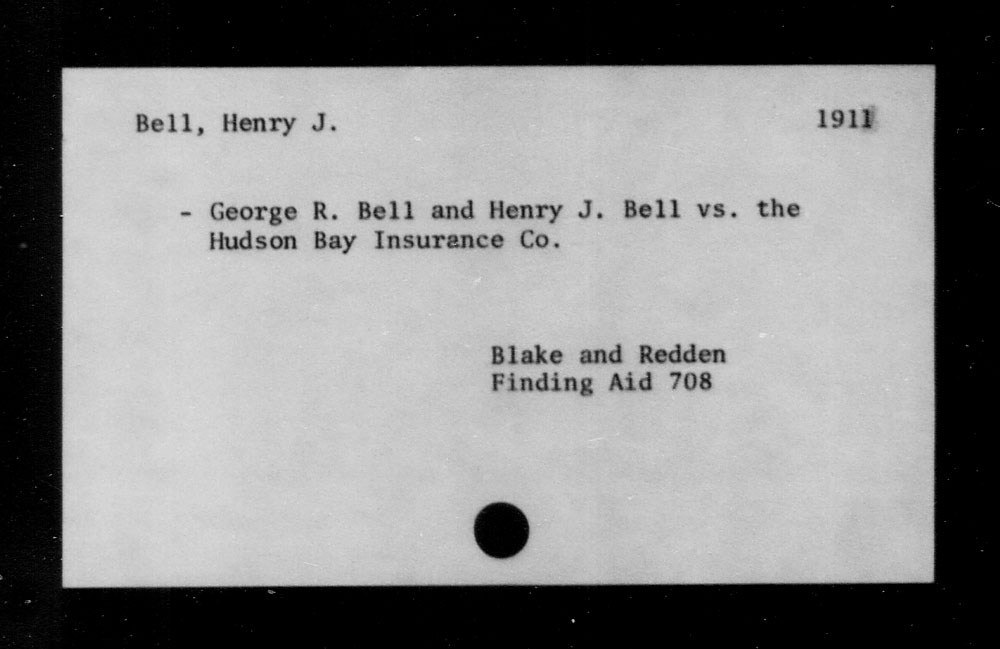 Bell, Henry J.
1911
- George R. Bell and Henry J. Bell vs. the
Hudson Bay Insurance Co.
Blake and Redden
Finding Aid 708